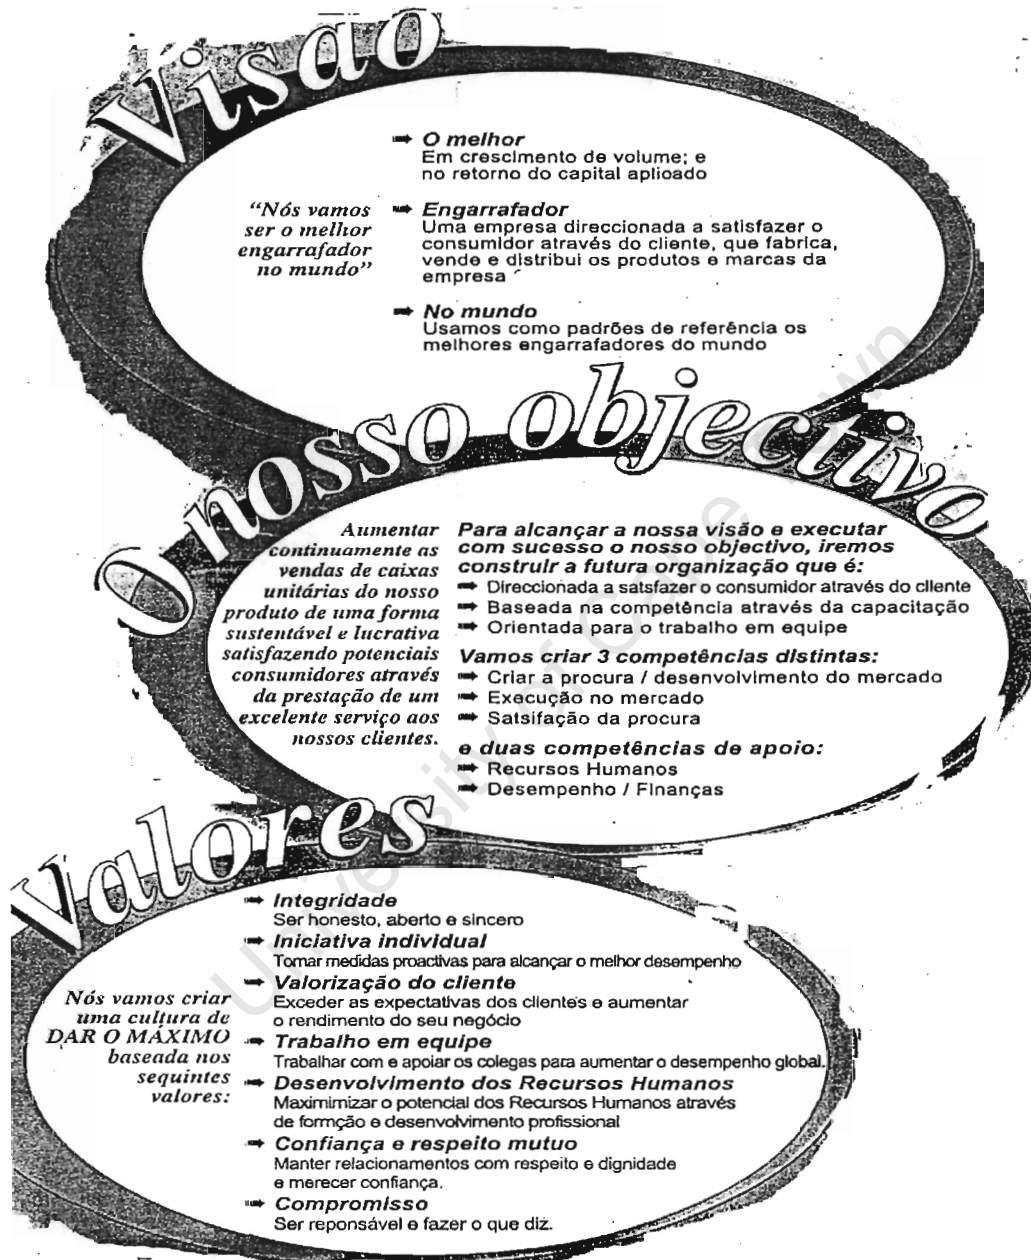 Visão
"Nós vamos
ser o melhor
engarrafador
no mundo"
O melhor
Em crescimento de volume; e
no retorno do capital aplicado
Engarrafador
Uma empresa direccionada a satisfazer o
consumidor através do cliente, que fabrica,
vende e distribui os produtos e marcas da
empresa
No mundo
Usamos como padrões de referência os
melhores engarrafadores do mundo
O nosso objectivo
Aumentar
continuamente as
vendas de caixas
unitárias do nosso
produto de uma forma
sustentável e lucrativa
satisfazendo potenciais
consumidores através
da prestação de um
excelente serviço aos
nossos clientes.
Para alcançar a nossa visão e executar
com sucesso o nosso objectivo, iremos
construir a futura organização que é:
Direccionada a satsfazer o consumidor através do cliente
Baseada na competência através da capacitação
Orientada para o trabalho em equipe
Vamos criar 3 competências distintas:
Criar a procura / desenvolvimento do mercado
Execução no mercado
Satsifação da procura
e duas competências de apoio:
Recursos Humanos
Desempenho / Finanças
Valores
Nós vamos criar
uma cultura de
DAR O MÁXIMO
baseada nos
sequintes
valores:
Integridade
Ser honesto, aberto e sincero
Iniciativa individual
Tomar medidas proactivas para alcançar o melhor desempenho
Valorização do cliente
Exceder as expectativas dos clientes e aumentar
o rendimento do seu negócio
Trabalho em equipe
Trabalhar com e apoiar os colegas para aumentar o desempenho global.
Desenvolvimento dos Recursos Humanos
Maximimizar o potencial dos Recursos Humanos através
de formção e desenvolvimento profissional
Confiança e respeito mutuo
Manter relacionamentos com respeito e dignidade
e merecer confiança.
Compromisso
Ser reponsável e fazer o que diz.
University of Cape Town